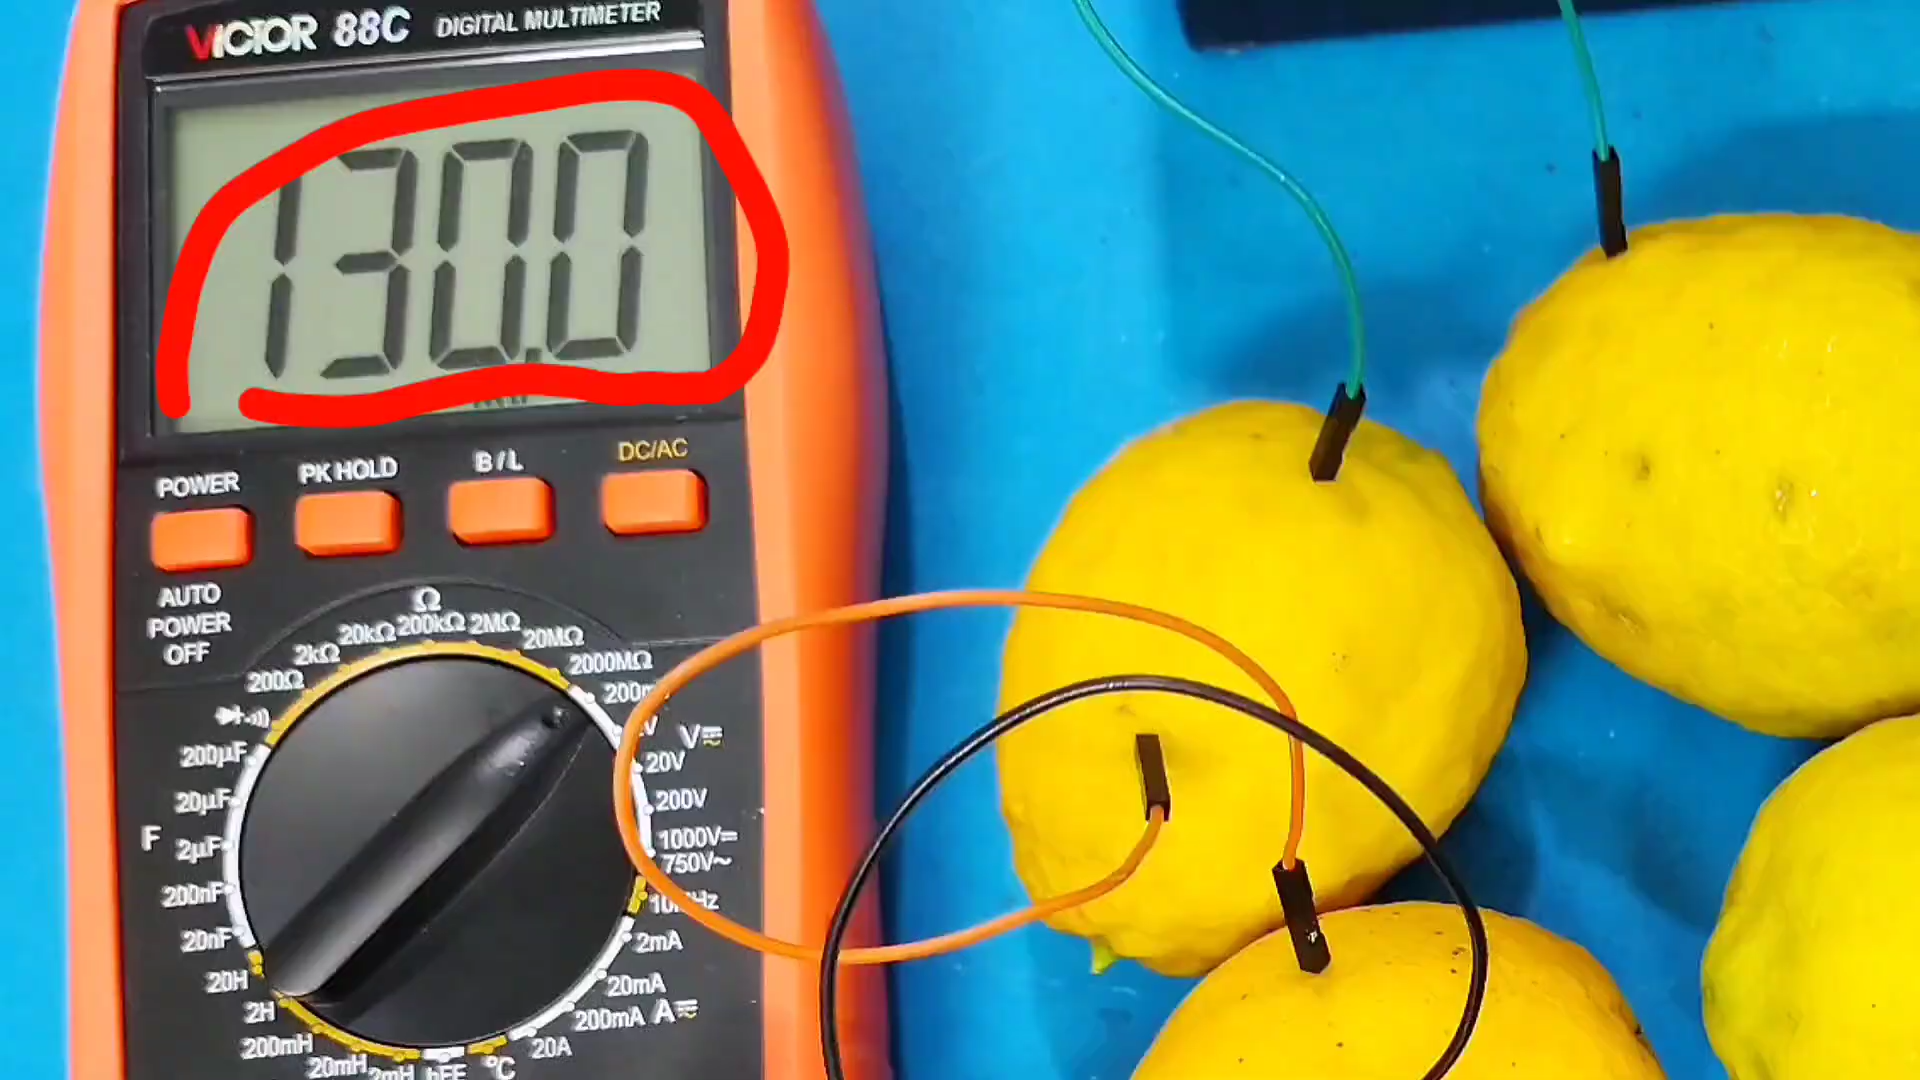 VICTOR 88C DIGITAL MULTIMETER
130.0
POWER
PK HOLD
B / L
DC/AC
AUTO
POWER
OFF
Ω
200Ω
2kΩ
20kΩ
200kΩ
2MΩ
20MΩ
2000MΩ
200m
V
V
20V
200V
1000V
750V~
2mA
20mA
200mA
A
20A
°C
hFE
2mH
20mH
200mH
2H
20H
F
20nF
200nF
2μF
20μF
200μF